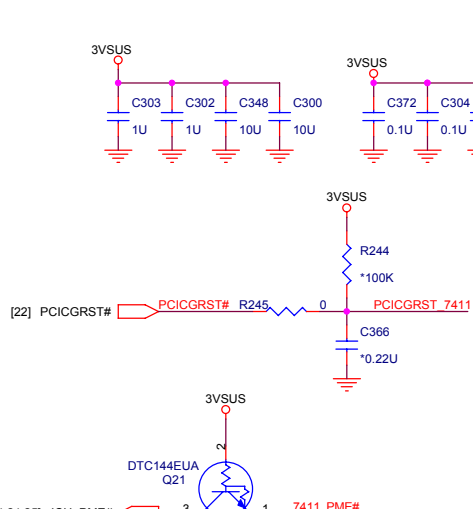 3VSUS
3VSUS
C303 C302 C348 C300 C372 C304
1U 1U 10U 10U 0.1U 0.1U
3VSUS
R244
*100K
[22] PCICGRST# PCICGRST# R245 0 PCICGRST_7411
C366
*0.22U
3VSUS
2
DTC144EUA
Q21
3 1 7411_PME#